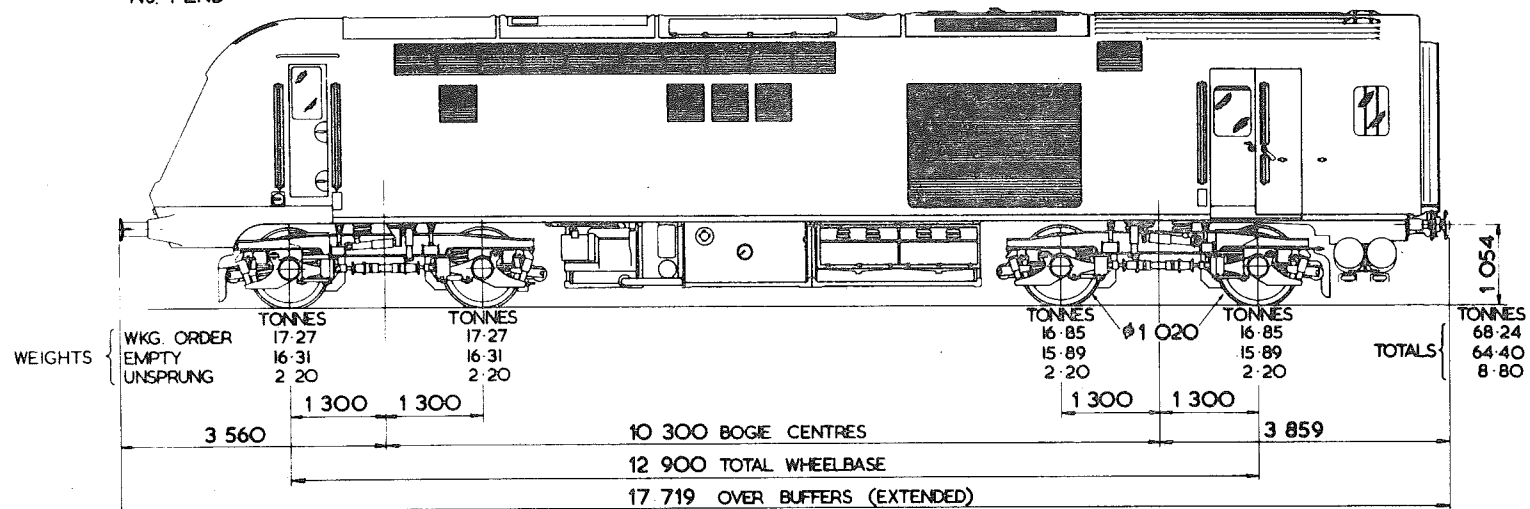 No. 1 END
1 054
TONNES TONNES TONNES ϕ1 020 TONNES TONNES
WEIGHTS { WKG. ORDER 17·27 17·27 16·85 16·85 TOTALS { 68·24
EMPTY 16·31 16·31 15·89 15·89 64·40
UNSPRUNG 2·20 2·20 2·20 2·20 8·80
1 300 1 300 1 300 1 300
3 560 10 300 BOGIE CENTRES 3 859
12 900 TOTAL WHEELBASE
17 719 OVER BUFFERS (EXTENDED)